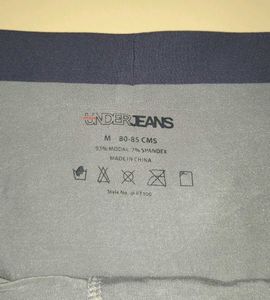 UNDERJEANS
M 80-85 CMS
93% MODAL 7% SPANDEX
MADE IN CHINA
Style No.